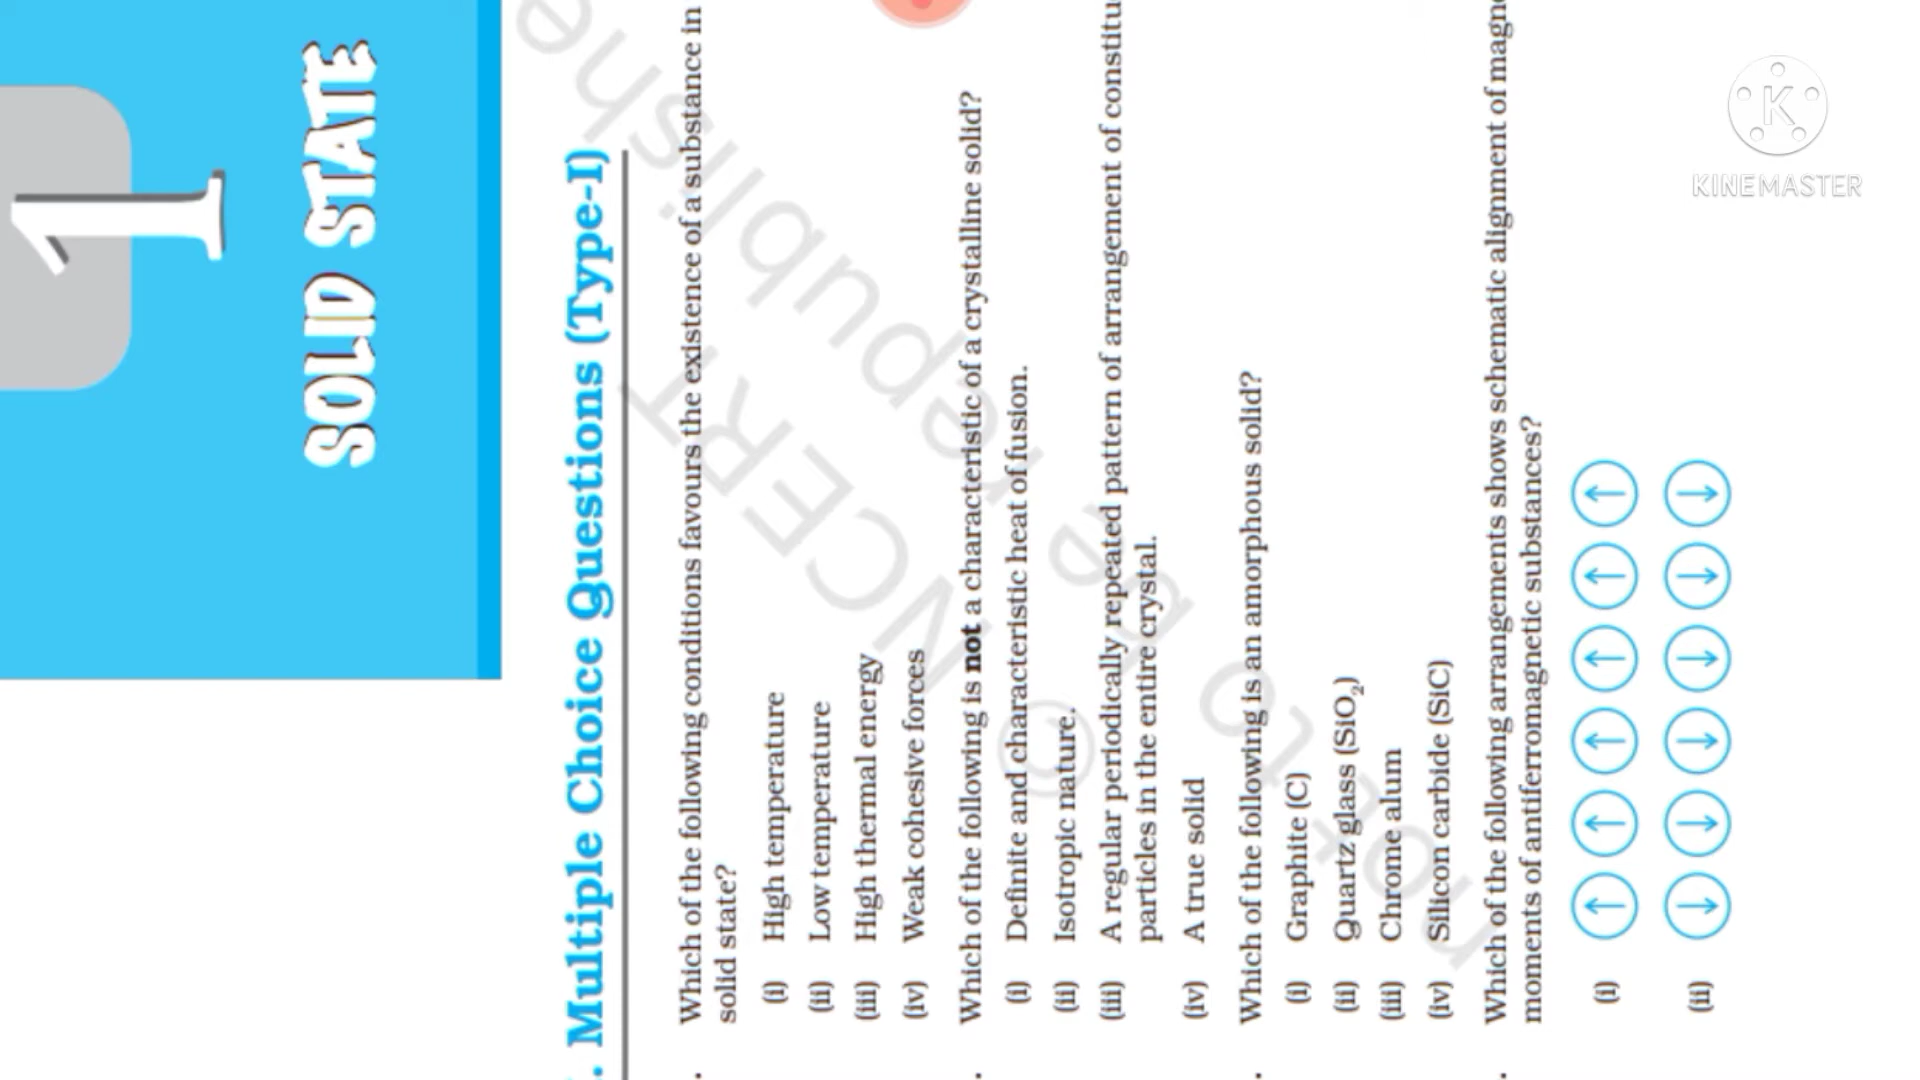 1
SOLID STATE
. Multiple Choice Questions (Type-I)
. Which of the following conditions favours the existence of a substance in
solid state?
(i) High temperature
(ii) Low temperature
(iii) High thermal energy
(iv) Weak cohesive forces
. Which of the following is not a characteristic of a crystalline solid?
(i) Definite and characteristic heat of fusion.
(ii) Isotropic nature.
(iii) A regular periodically repeated pattern of arrangement of constitu
particles in the entire crystal.
(iv) A true solid
. Which of the following is an amorphous solid?
(i) Graphite (C)
(ii) Quartz glass (SiO₂)
(iii) Chrome alum
(iv) Silicon carbide (SiC)
. Which of the following arrangements shows schematic alignment of magne
moments of antiferromagnetic substances?
(i)
(ii)
© NCERT
not to be republishe
K
KINEMASTER